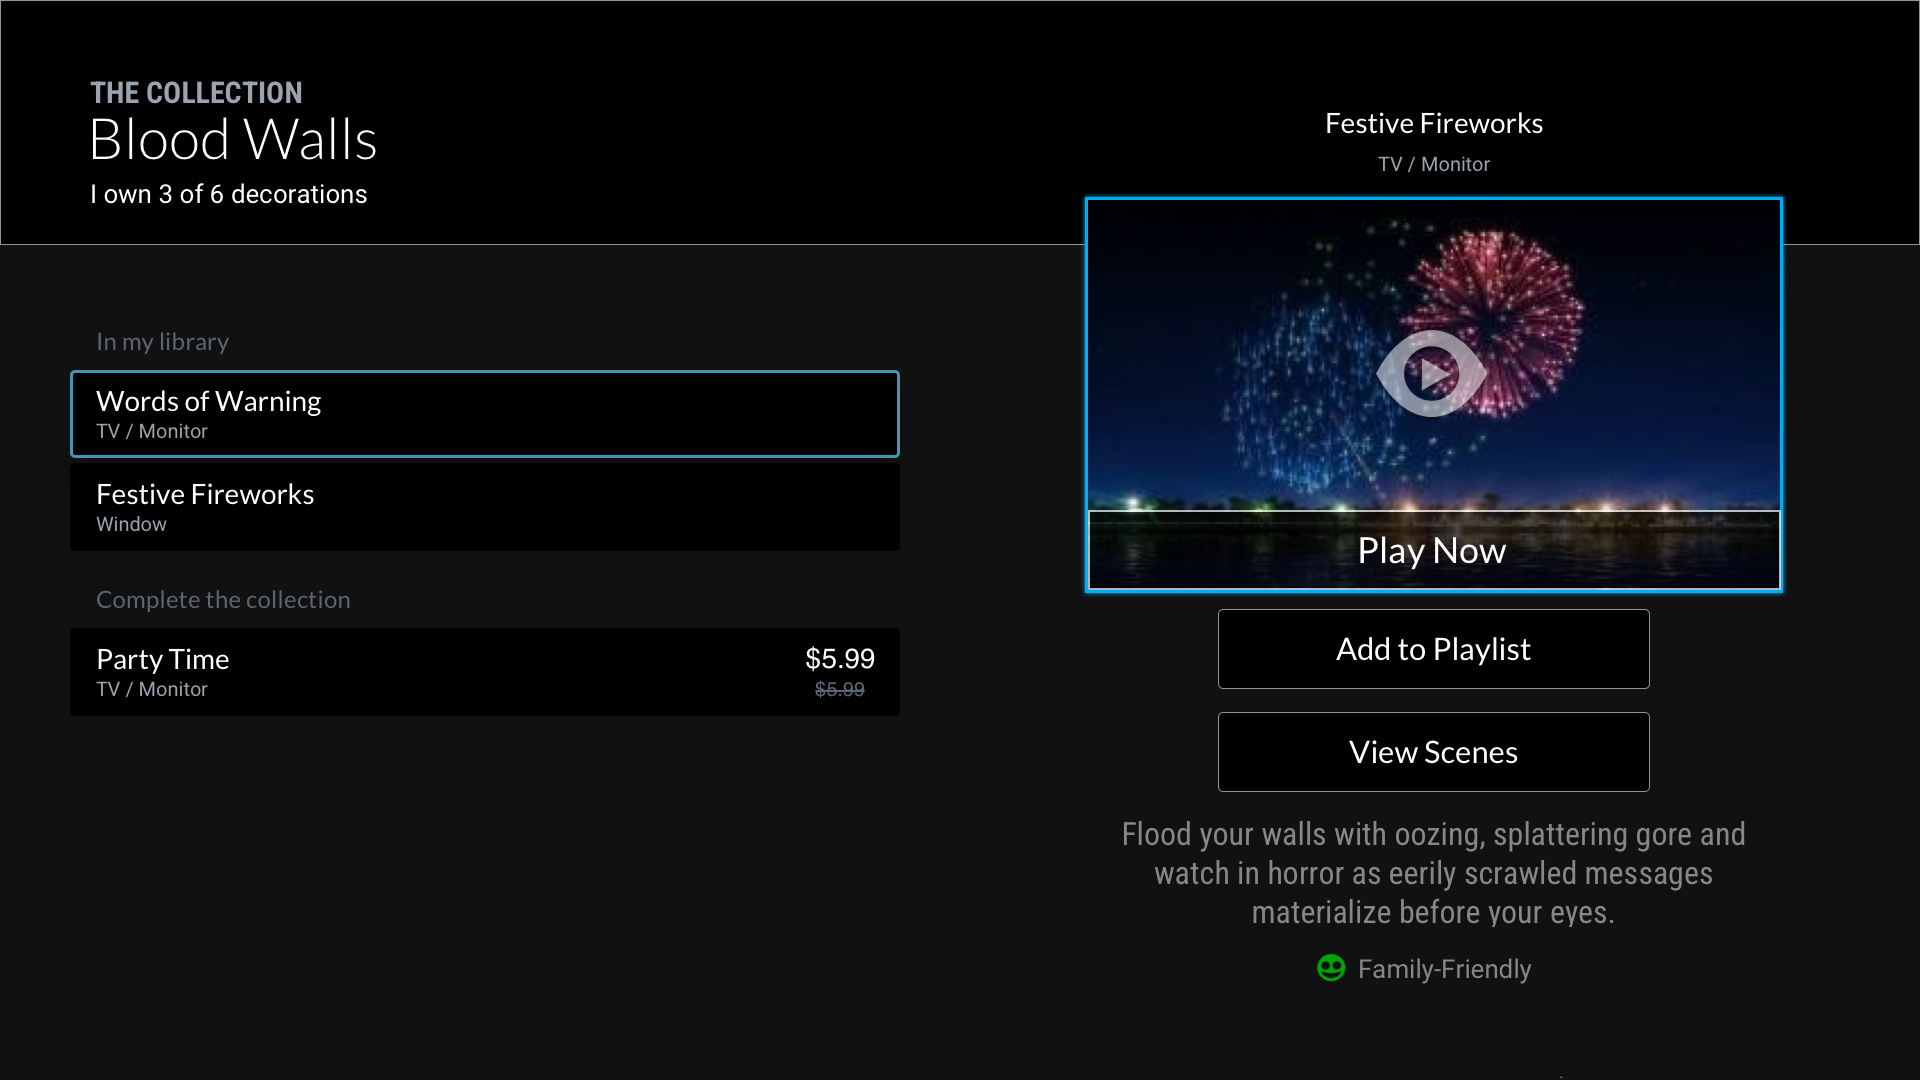 THE COLLECTION
Blood Walls
I own 3 of 6 decorations
In my library
Words of Warning
TV / Monitor
Festive Fireworks
Window
Complete the collection
Party Time
TV / Monitor
$5.99
$5.99
Festive Fireworks
TV / Monitor
Play Now
Add to Playlist
View Scenes
Flood your walls with oozing, splattering gore and
watch in horror as eerily scrawled messages
materialize before your eyes.
Family-Friendly